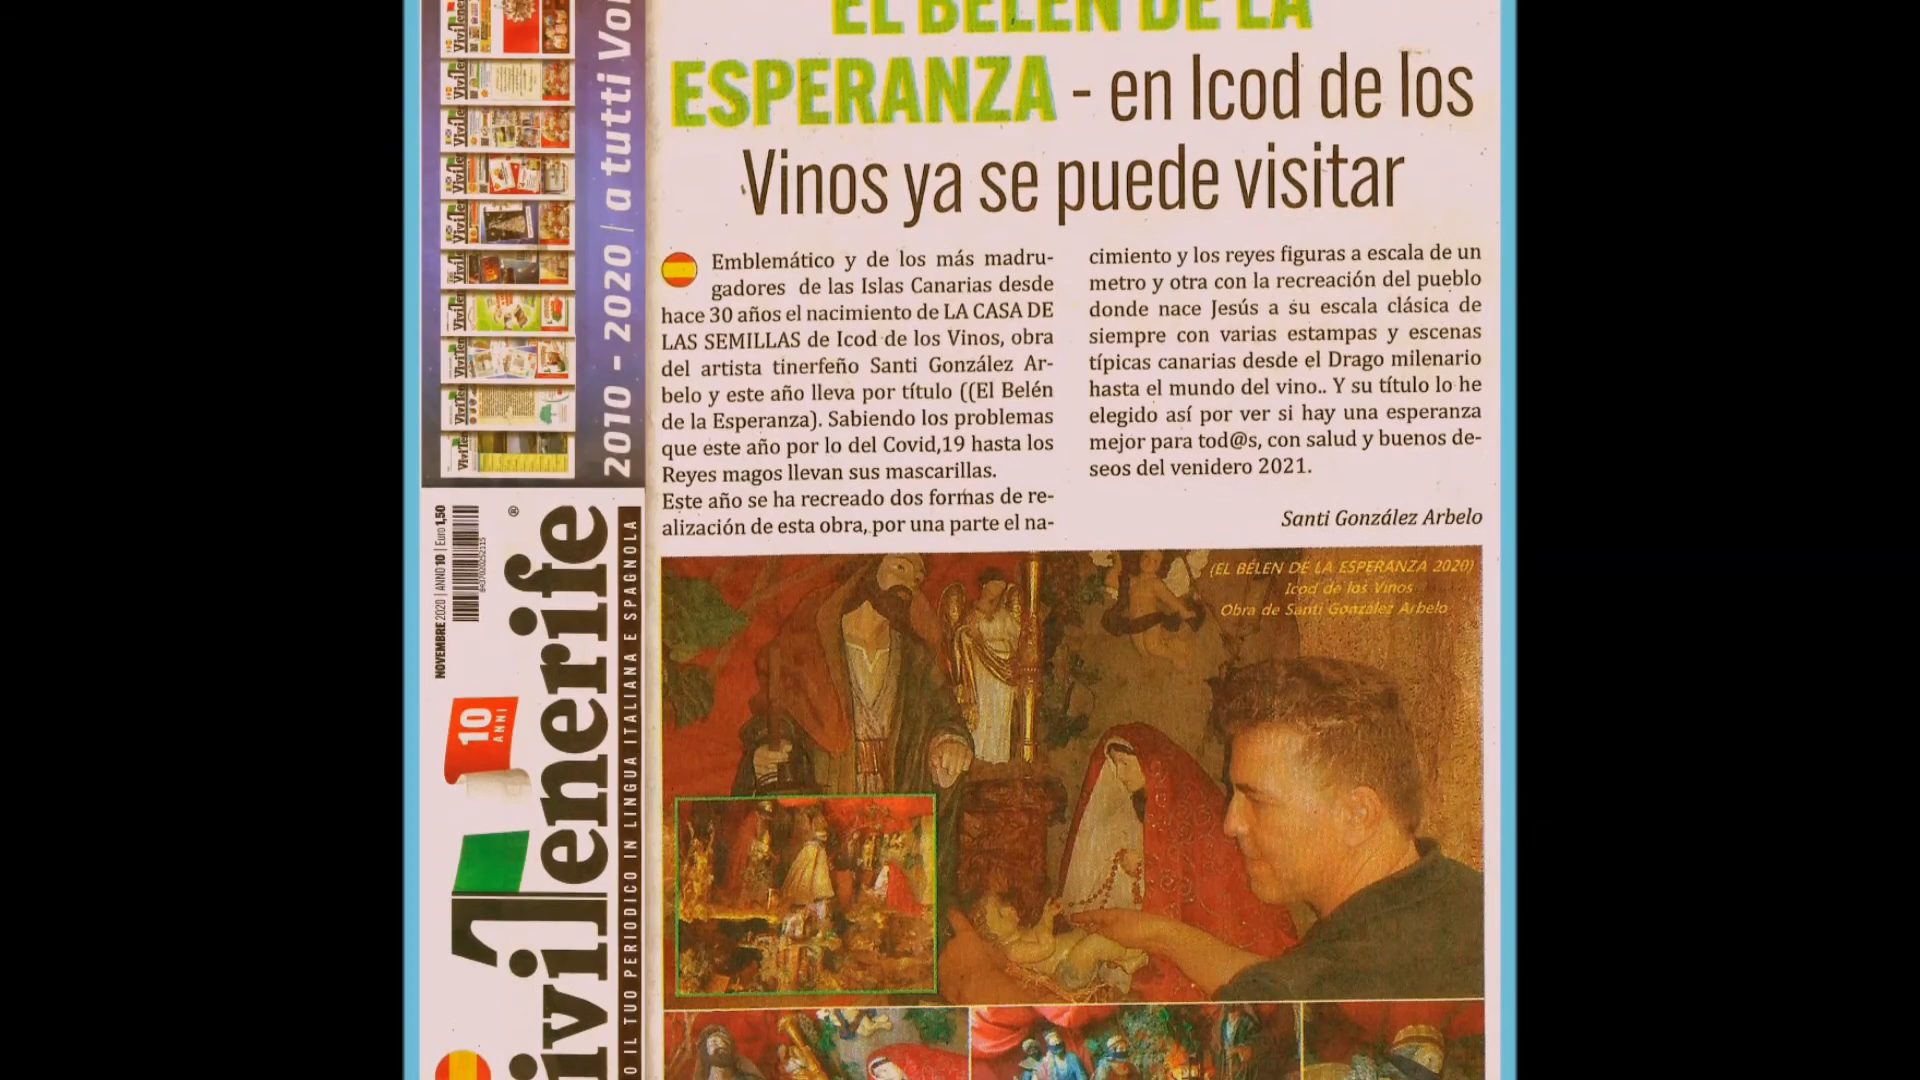 EL BELÉN DE LA
ESPERANZA - en Icod de los
Vinos ya se puede visitar
Emblemático y de los más madru-
gadores de las Islas Canarias desde
hace 30 años el nacimiento de LA CASA DE
LAS SEMILLAS de Icod de los Vinos, obra
del artista tinerfeño Santi González Ar-
belo y este año lleva por título ((El Belén
de la Esperanza). Sabiendo los problemas
que este año por lo del Covid,19 hasta los
Reyes magos llevan sus mascarillas.
Este año se ha recreado dos formas de re-
alización de esta obra, por una parte el na-
cimiento y los reyes figuras a escala de un
metro y otra con la recreación del pueblo
donde nace Jesús a su escala clásica de
siempre con varias estampas y escenas
típicas canarias desde el Drago milenario
hasta el mundo del vino.. Y su título lo he
elegido así por ver si hay una esperanza
mejor para tod@s, con salud y buenos de-
seos del venidero 2021.
Santi González Arbelo
(EL BÉLEN DE LA ESPERANZA 2020)
Icod de los Vinos
Obra de Santi González Arbelo
2010 - 2020 | a tutti
NOVEMBRE 2020 | ANNO 10 | Euro 1,50
10
ANNI
iviTenerife
®
IL TUO PERIODICO IN LINGUA ITALIANA E SPAGNOLA